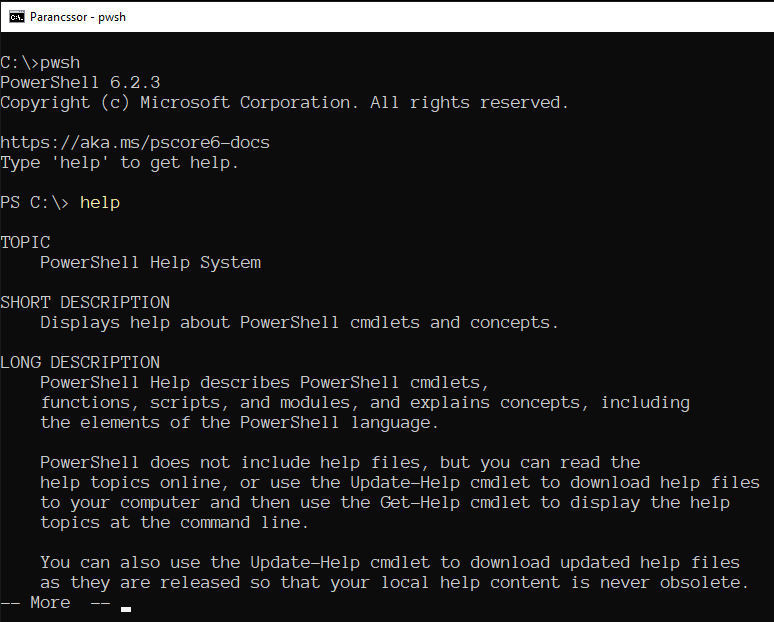 Parancssor - pwsh
C:\>pwsh
PowerShell 6.2.3
Copyright (c) Microsoft Corporation. All rights reserved.
https://aka.ms/pscore6-docs
Type 'help' to get help.
PS C:\> help
TOPIC
PowerShell Help System
SHORT DESCRIPTION
Displays help about PowerShell cmdlets and concepts.
LONG DESCRIPTION
PowerShell Help describes PowerShell cmdlets,
functions, scripts, and modules, and explains concepts, including
the elements of the PowerShell language.
PowerShell does not include help files, but you can read the
help topics online, or use the Update-Help cmdlet to download help files
to your computer and then use the Get-Help cmdlet to display the help
topics at the command line.
You can also use the Update-Help cmdlet to download updated help files
as they are released so that your local help content is never obsolete.
-- More  --